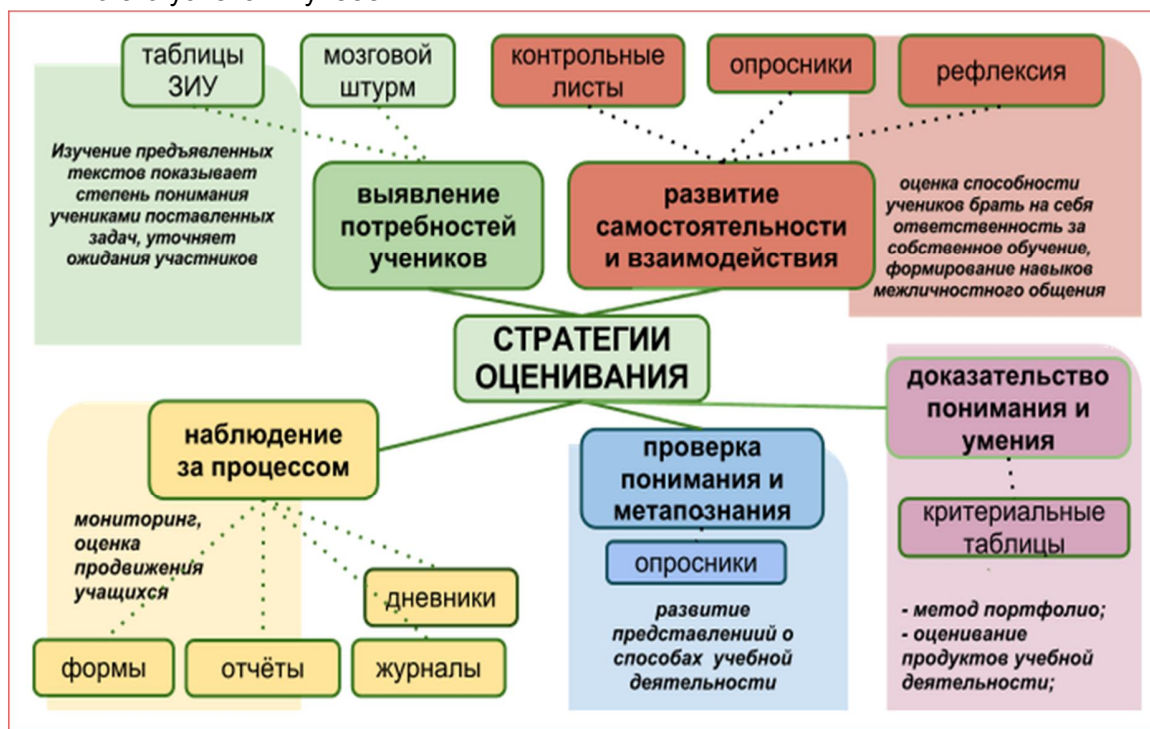 таблицы
ЗИУ
мозговой
штурм
контрольные
листы
опросники
рефлексия
Изучение предъявленных
текстов показывает
степень понимания
учениками поставленных
задач, уточняет
ожидания участников
выявление
потребностей
учеников
развитие
самостоятельности
и взаимодействия
оценка способности
учеников брать на себя
ответственность за
собственное обучение,
формирование навыков
межличностного общения
СТРАТЕГИИ
ОЦЕНИВАНИЯ
наблюдение
за процессом
мониторинг,
оценка
продвижения
учащихся
дневники
формы
отчёты
журналы
проверка
понимания и
метапознания
опросники
развитие
представлениий о
способах учебной
деятельности
доказательство
понимания и
умения
критериальные
таблицы
- метод портфолио;
- оценивание
продуктов учебной
деятельности;